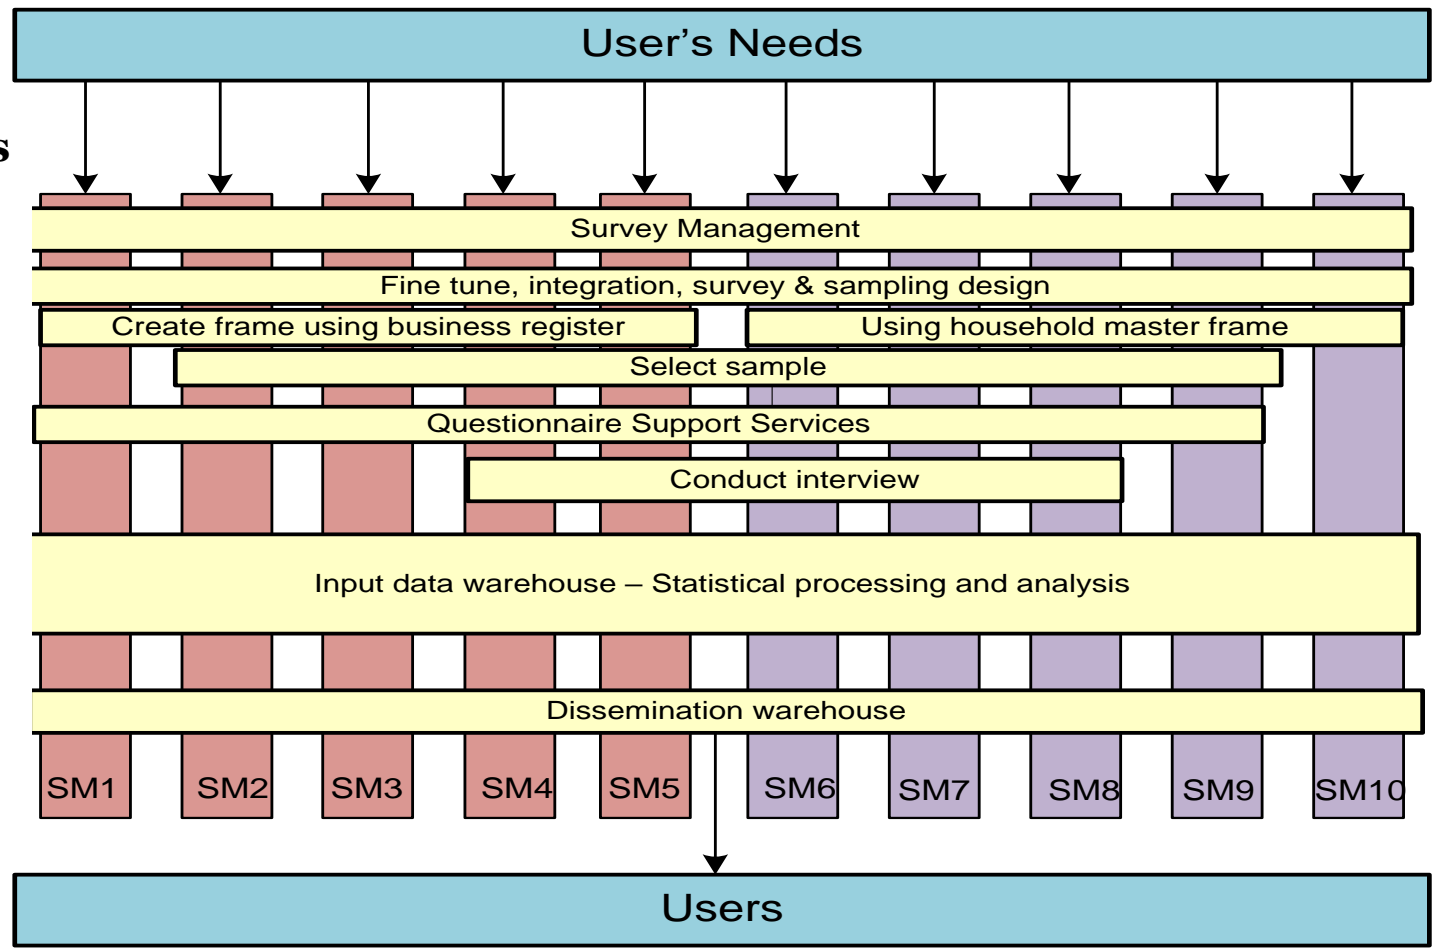 User's Needs
s
Survey Management
Fine tune, integration, survey & sampling design
Create frame using business register
Using household master frame
Select sample
Questionnaire Support Services
Conduct interview
Input data warehouse – Statistical processing and analysis
Dissemination warehouse
SM1 SM2 SM3 SM4 SM5 SM6 SM7 SM8 SM9 SM10
Users